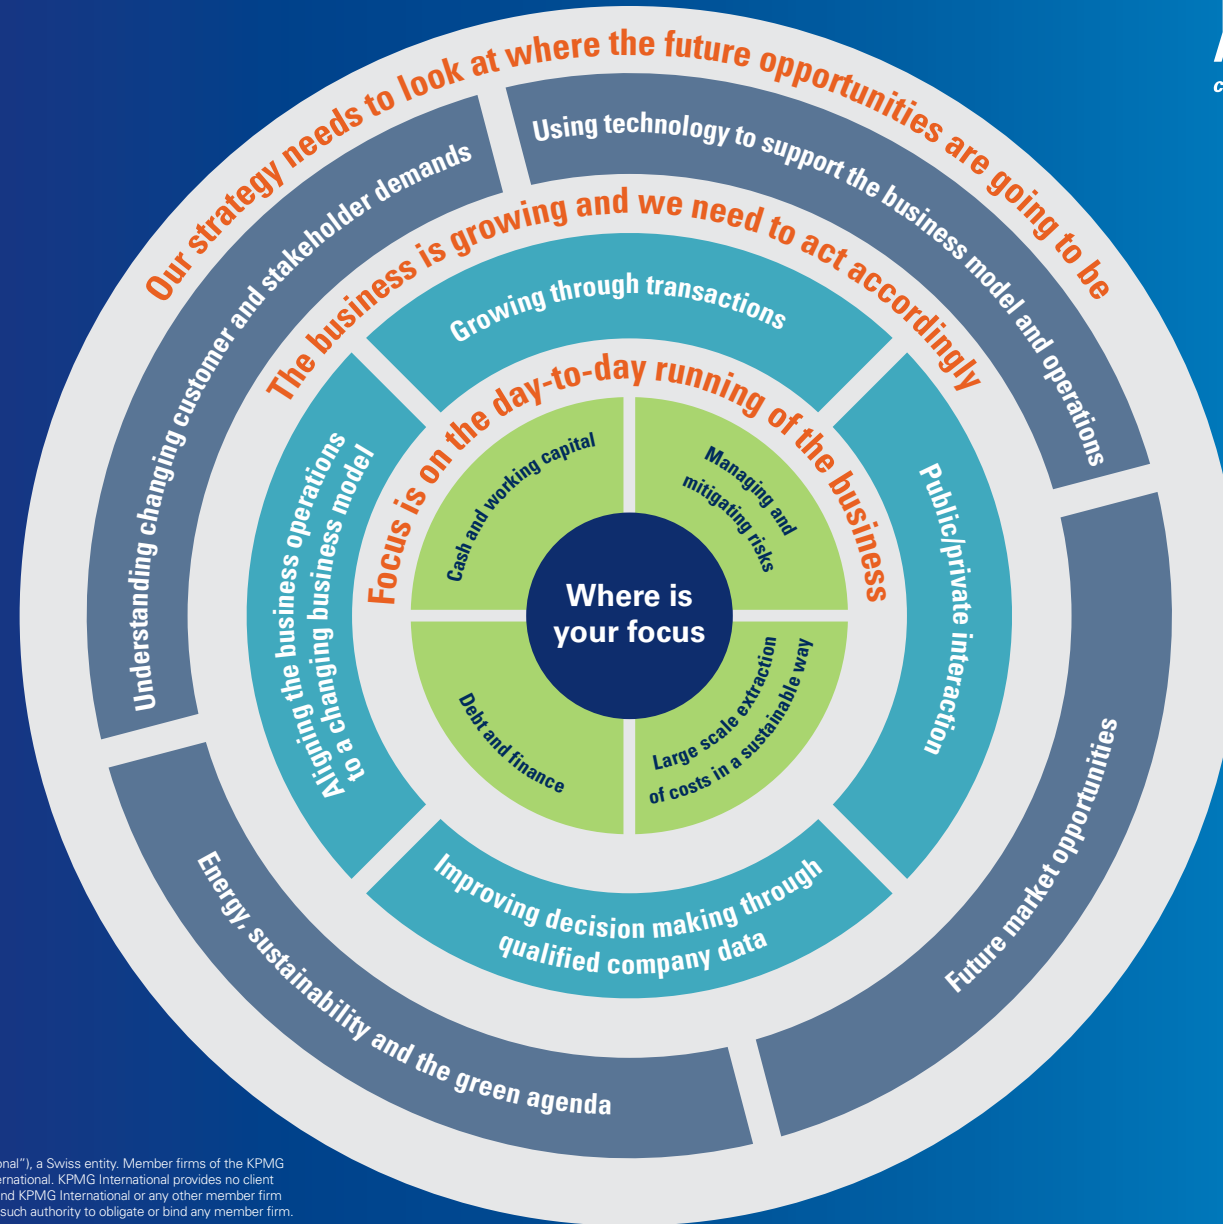 Our strategy needs to look at where the future opportunities are going to be
Using technology to support the business model and operations
Understanding changing customer and stakeholder demands
The business is growing and we need to act accordingly
Growing through transactions
Focus is on the day-to-day running of the business
Cash and working capital
Managing and
mitigating risks
Aligning the business operations
to a changing business model
Public/private interaction
Where is
your focus
Debt and finance
Large scale extraction
of costs in a sustainable way
Improving decision making through
qualified company data
Future market opportunities
Energy, sustainability and the green agenda
onal"), a Swiss entity. Member firms of the KPMG
ernational. KPMG International provides no client
nd KPMG International or any other member firm
such authority to obligate or bind any member firm.